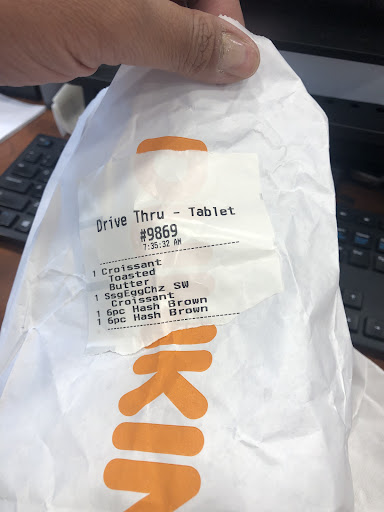 Drive Thru - Tablet
#9869
7:35:32 AM
1 Croissant
Toasted
Butter
1 SsgEggChz SW
Croissant
1 6pc Hash Brown
1 6pc Hash Brown
D
NKIN